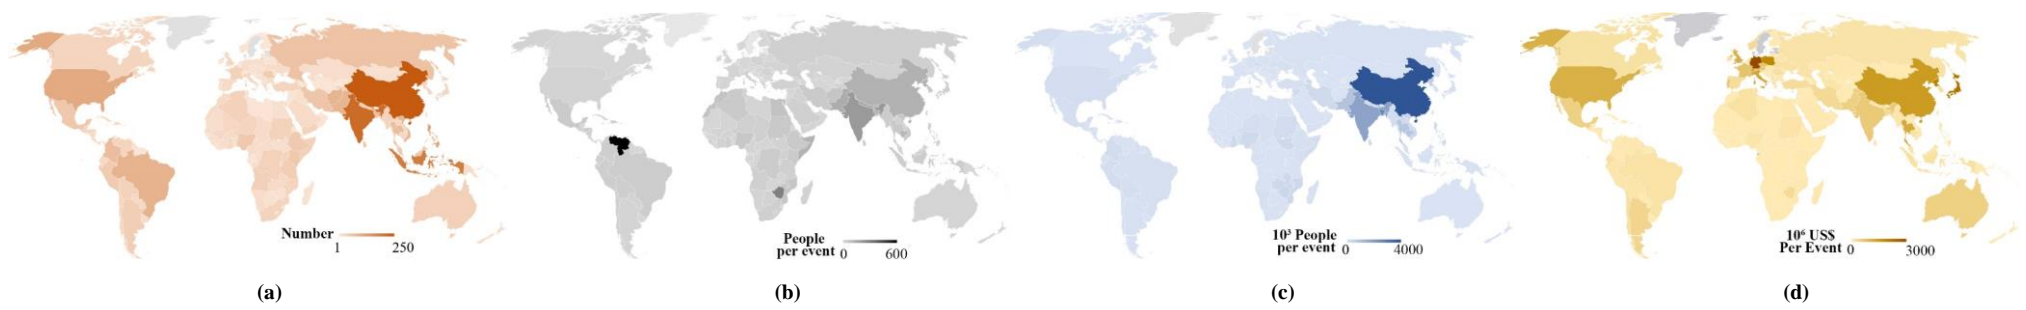 Number
1 250
(a)
People
per event
0 600
(b)
10³ People
per event
0 4000
(c)
10⁶ US$
Per Event
0 3000
(d)